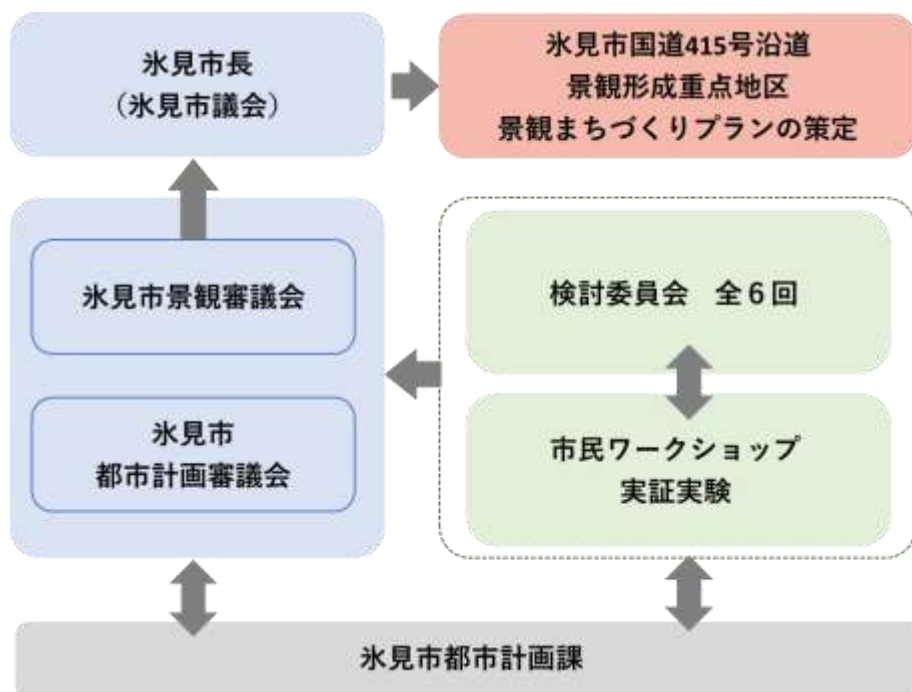 氷見市長
（氷見市議会）
氷見市国道415号沿道
景観形成重点地区
景観まちづくりプランの策定
氷見市景観審議会
氷見市
都市計画審議会
検討委員会　全６回
市民ワークショップ
実証実験
氷見市都市計画課